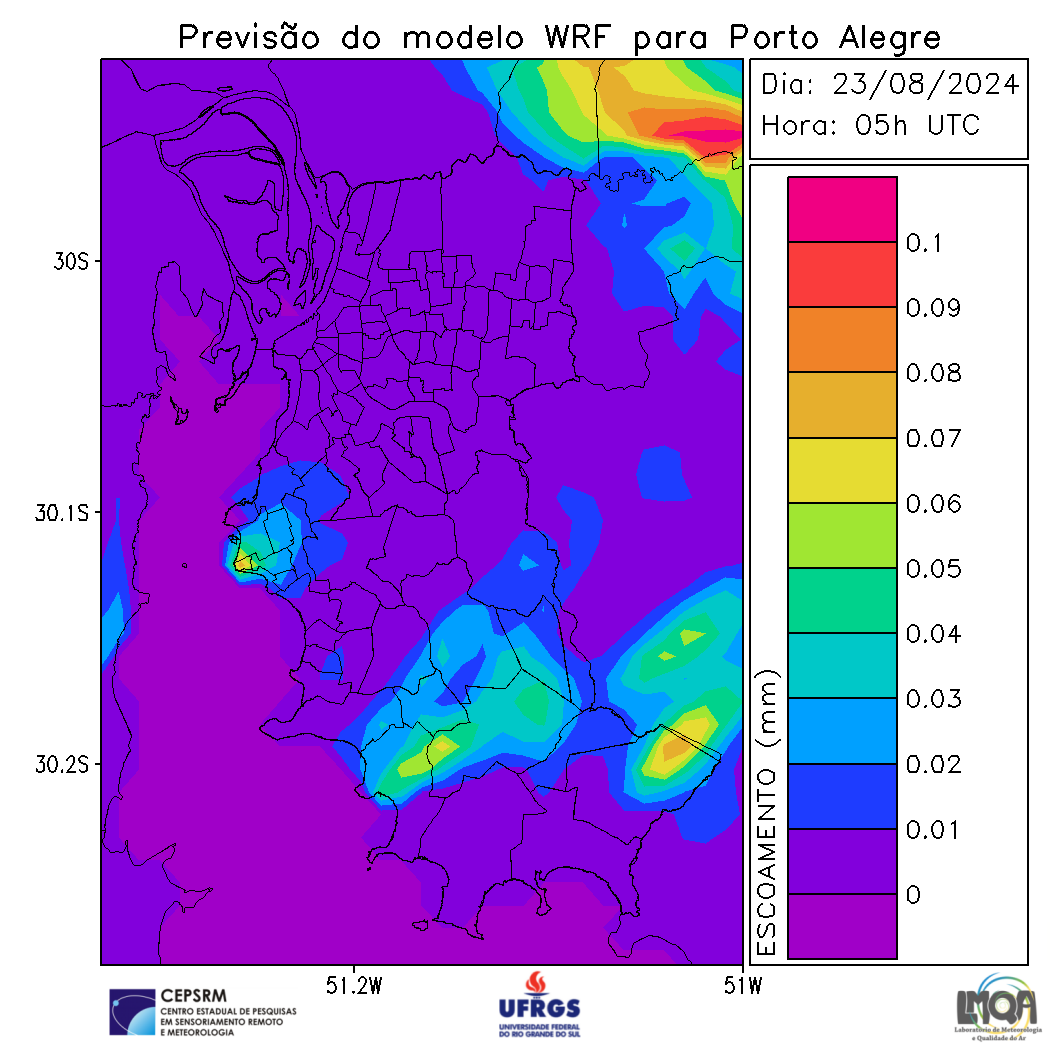 Previsão do modelo WRF para Porto Alegre
Dia: 23/08/2024
Hora: 05h UTC
30S
30.1S
30.2S
51.2W
51W
ESCOAMENTO (mm)
0.1
0.09
0.08
0.07
0.06
0.05
0.04
0.03
0.02
0.01
0
CEPSRM
CENTRO ESTADUAL DE PESQUISAS
EM SENSORIAMENTO REMOTO
E METEOROLOGIA
UFRGS
UNIVERSIDADE FEDERAL
DO RIO GRANDE DO SUL
LMQA
Laboratório de Meteorologia
e Qualidade do Ar